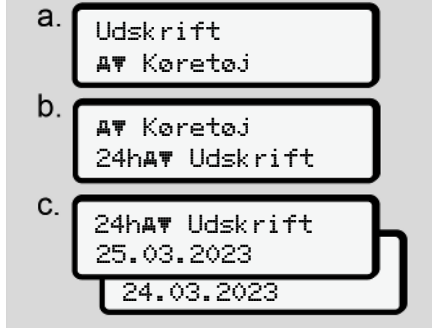 a.
Udskrift
Køretøj
b.
Køretøj
24h Udskrift
c.
24h Udskrift
25.03.2023
24.03.2023